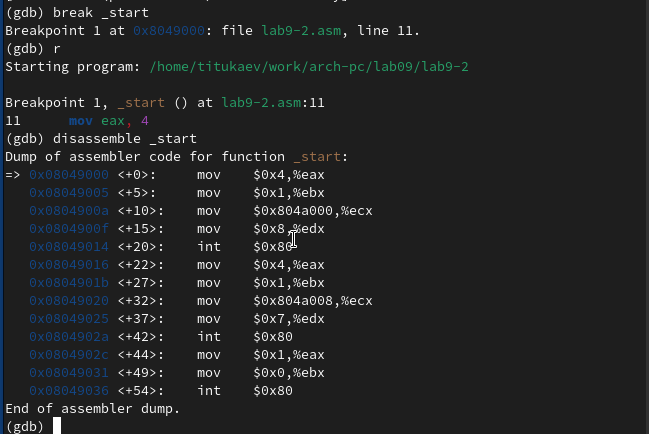 (gdb) break _start
Breakpoint 1 at 0x8049000: file lab9-2.asm, line 11.
(gdb) r
Starting program: /home/titukaev/work/arch-pc/lab09/lab9-2
Breakpoint 1, _start () at lab9-2.asm:11
11 mov eax, 4
(gdb) disassemble _start
Dump of assembler code for function _start:
=> 0x08049000 <+0>: mov $0x4,%eax
0x08049005 <+5>: mov $0x1,%ebx
0x0804900a <+10>: mov $0x804a000,%ecx
0x0804900f <+15>: mov $0x8,%edx
0x08049014 <+20>: int $0x80
0x08049016 <+22>: mov $0x4,%eax
0x0804901b <+27>: mov $0x1,%ebx
0x08049020 <+32>: mov $0x804a008,%ecx
0x08049025 <+37>: mov $0x7,%edx
0x0804902a <+42>: int $0x80
0x0804902c <+44>: mov $0x1,%eax
0x08049031 <+49>: mov $0x0,%ebx
0x08049036 <+54>: int $0x80
End of assembler dump.
(gdb)